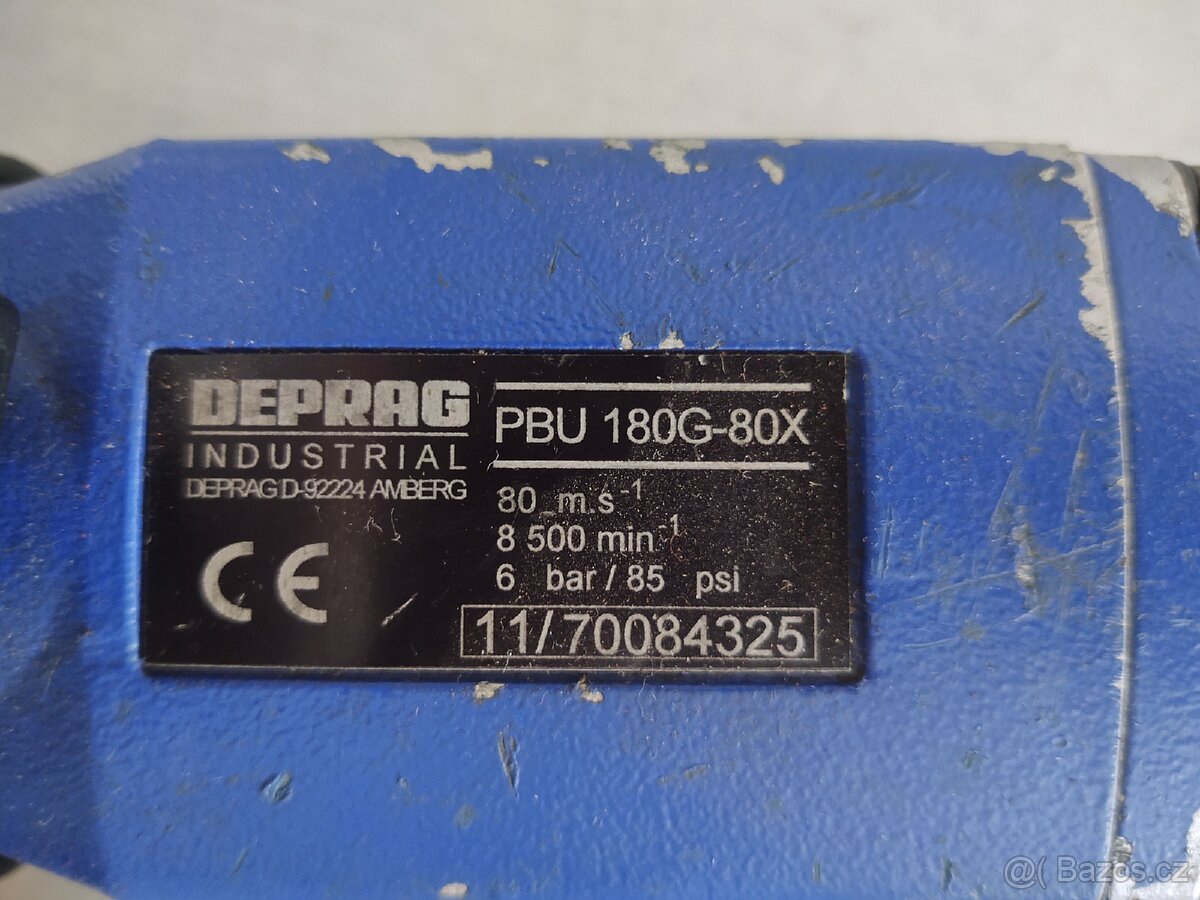 DEPRAG
INDUSTRIAL
DEPRAG D-92224 AMBERG
CE
PBU 180G-80X
80 m.s-1
8 500 min-1
6 bar / 85 psi
11/70084325
@( Bazos.cz